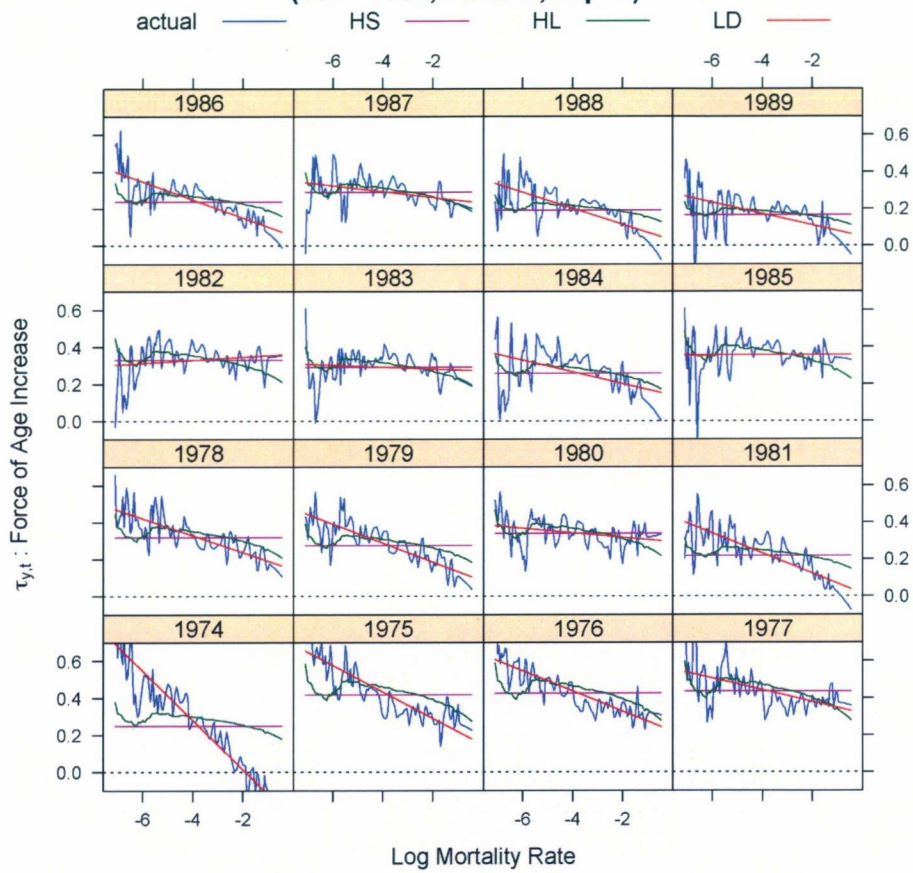 actual HS HL LD
-6 -4 -2 -6 -4 -2
1986 1987 1988 1989
0.6
0.4
0.2
0.0
1982 1983 1984 1985
0.6
0.4
0.2
0.0
1978 1979 1980 1981
0.6
0.4
0.2
0.0
1974 1975 1976 1977
0.6
0.4
0.2
0.0
-6 -4 -2 -6 -4 -2
Log Mortality Rate
τy,t : Force of Age Increase